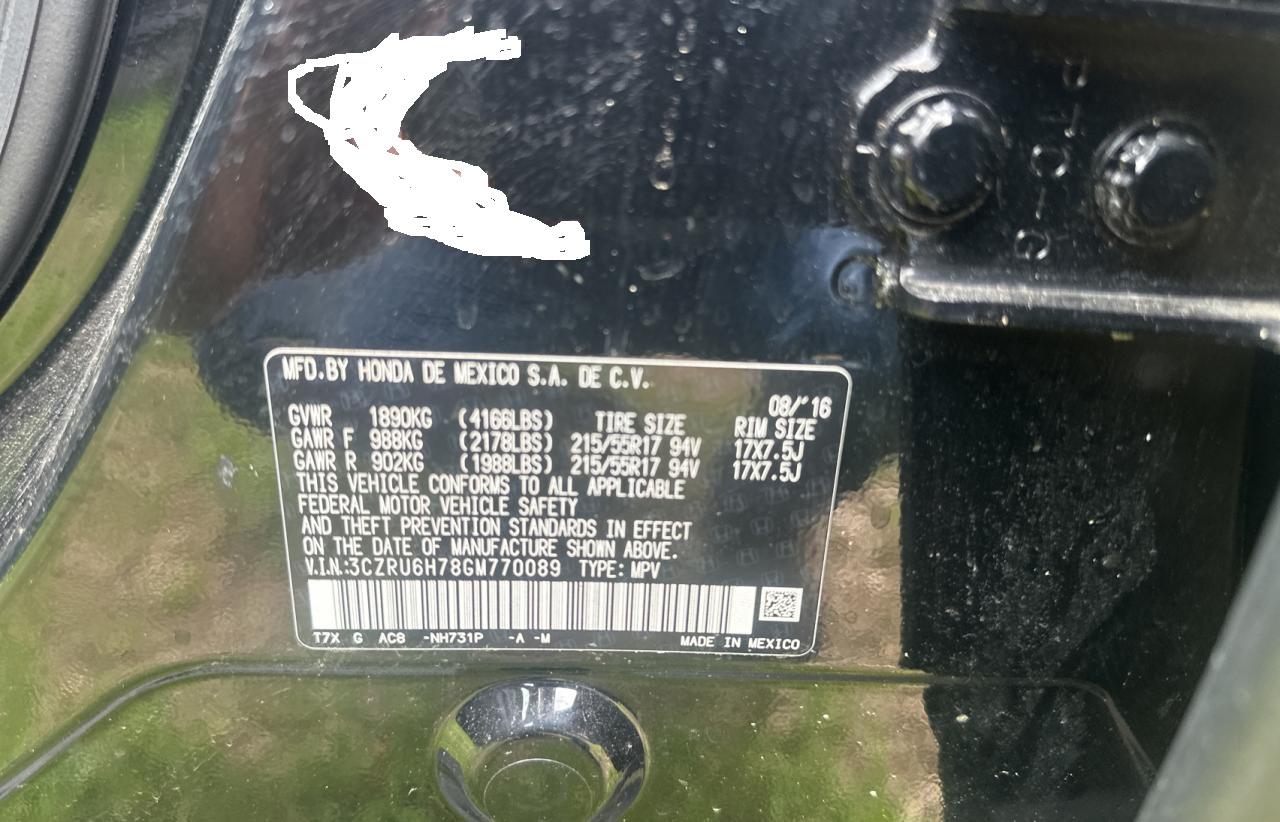 MFD.BY HONDA DE MEXICO S.A. DE C.V.
08/'16
GVWR 1890KG (4166LBS) TIRE SIZE RIM SIZE
GAWR F 988KG (2178LBS) 215/55R17 94V 17X7.5J
GAWR R 902KG (1988LBS) 215/55R17 94V 17X7.5J
THIS VEHICLE CONFORMS TO ALL APPLICABLE
FEDERAL MOTOR VEHICLE SAFETY
AND THEFT PREVENTION STANDARDS IN EFFECT
ON THE DATE OF MANUFACTURE SHOWN ABOVE.
V.I.N.:3CZRU6H78GM770089 TYPE: MPV
T7X G AC8 -NH731P -A -M MADE IN MEXICO